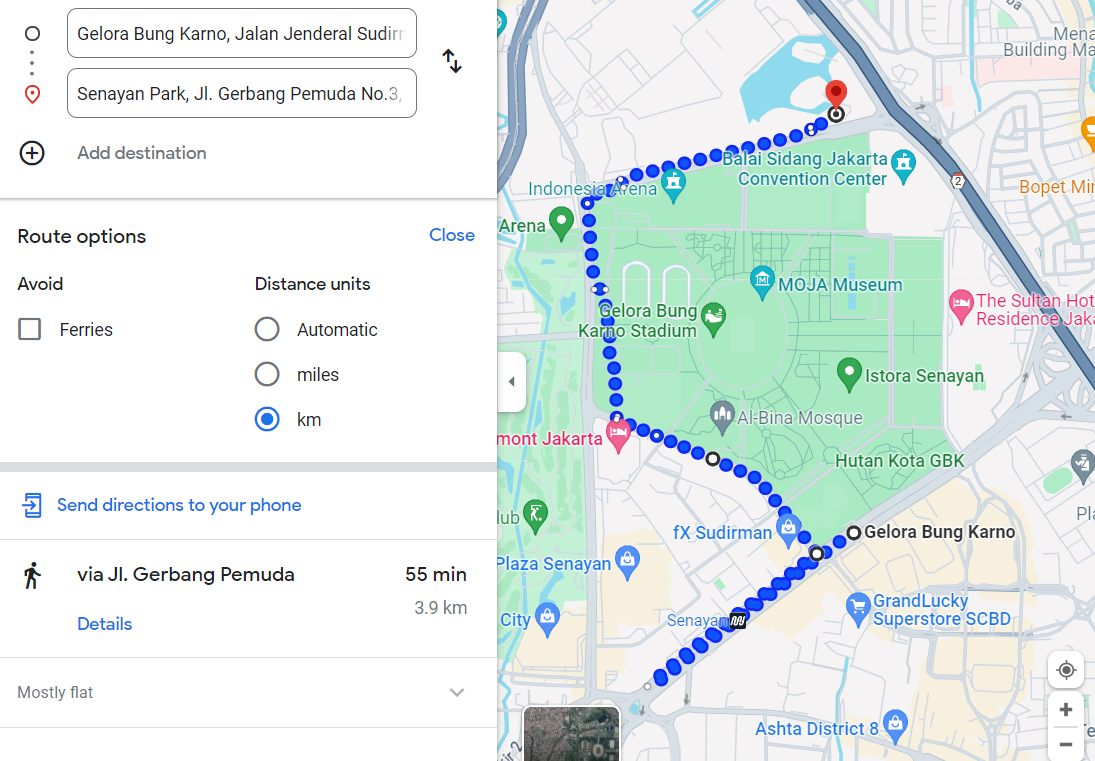 Gelora Bung Karno, Jalan Jenderal Sudirm
Senayan Park, Jl. Gerbang Pemuda No.3,
Add destination
Route options
Close
Avoid
Distance units
Ferries
Automatic
miles
km
Send directions to your phone
via Jl. Gerbang Pemuda
55 min
3.9 km
Details
Mostly flat
Mena
Building Ma
Balai Sidang Jakarta
Convention Center
2
Bopet Mir
Indonesia Arena
Arena
MOJA Museum
The Sultan Hot
Residence Jaka
Gelora Bung
Karno Stadium
Istora Senayan
Al-Bina Mosque
mont Jakarta
Hutan Kota GBK
lub
Pla
fX Sudirman
Gelora Bung Karno
Plaza Senayan
City
Senayan
GrandLucky
Superstore SCBD
Ashta District 8